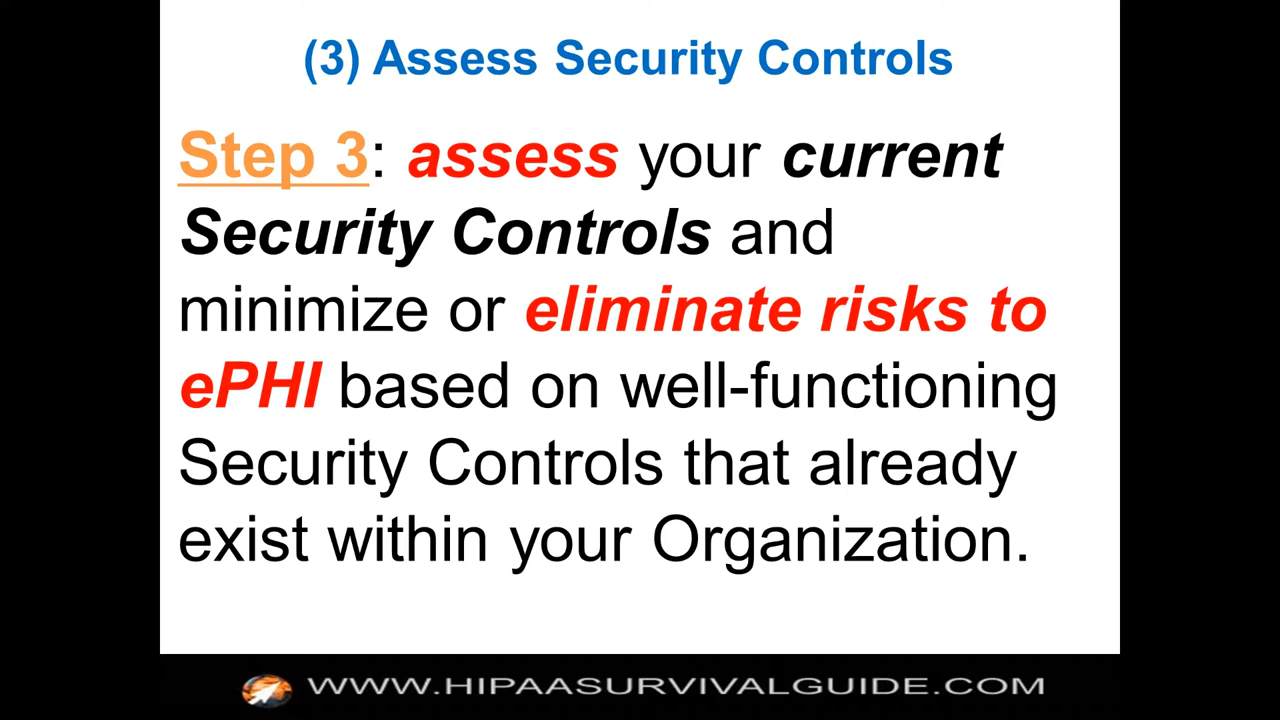 (3) Assess Security Controls
Step 3: assess your current
Security Controls and
minimize or eliminate risks to
ePHI based on well-functioning
Security Controls that already
exist within your Organization.
WWW.HIPAASURVIVALGUIDE.COM